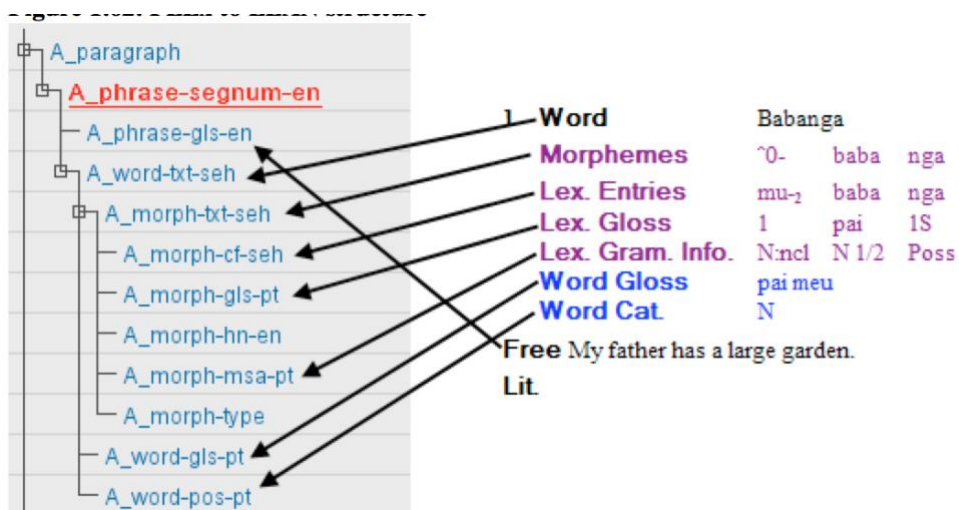 A_paragraph
A_phrase-segnum-en
A_phrase-gls-en
A_word-txt-seh
A_morph-txt-seh
A_morph-cf-seh
A_morph-gls-pt
A_morph-hn-en
A_morph-msa-pt
A_morph-type
A_word-gls-pt
A_word-pos-pt
1 Word Babanga
Morphemes ^0- baba nga
Lex. Entries mu-₂ baba nga
Lex. Gloss 1 pai 1S
Lex. Gram. Info. N:ncl N 1/2 Poss
Word Gloss pai meu
Word Cat. N
Free My father has a large garden.
Lit.